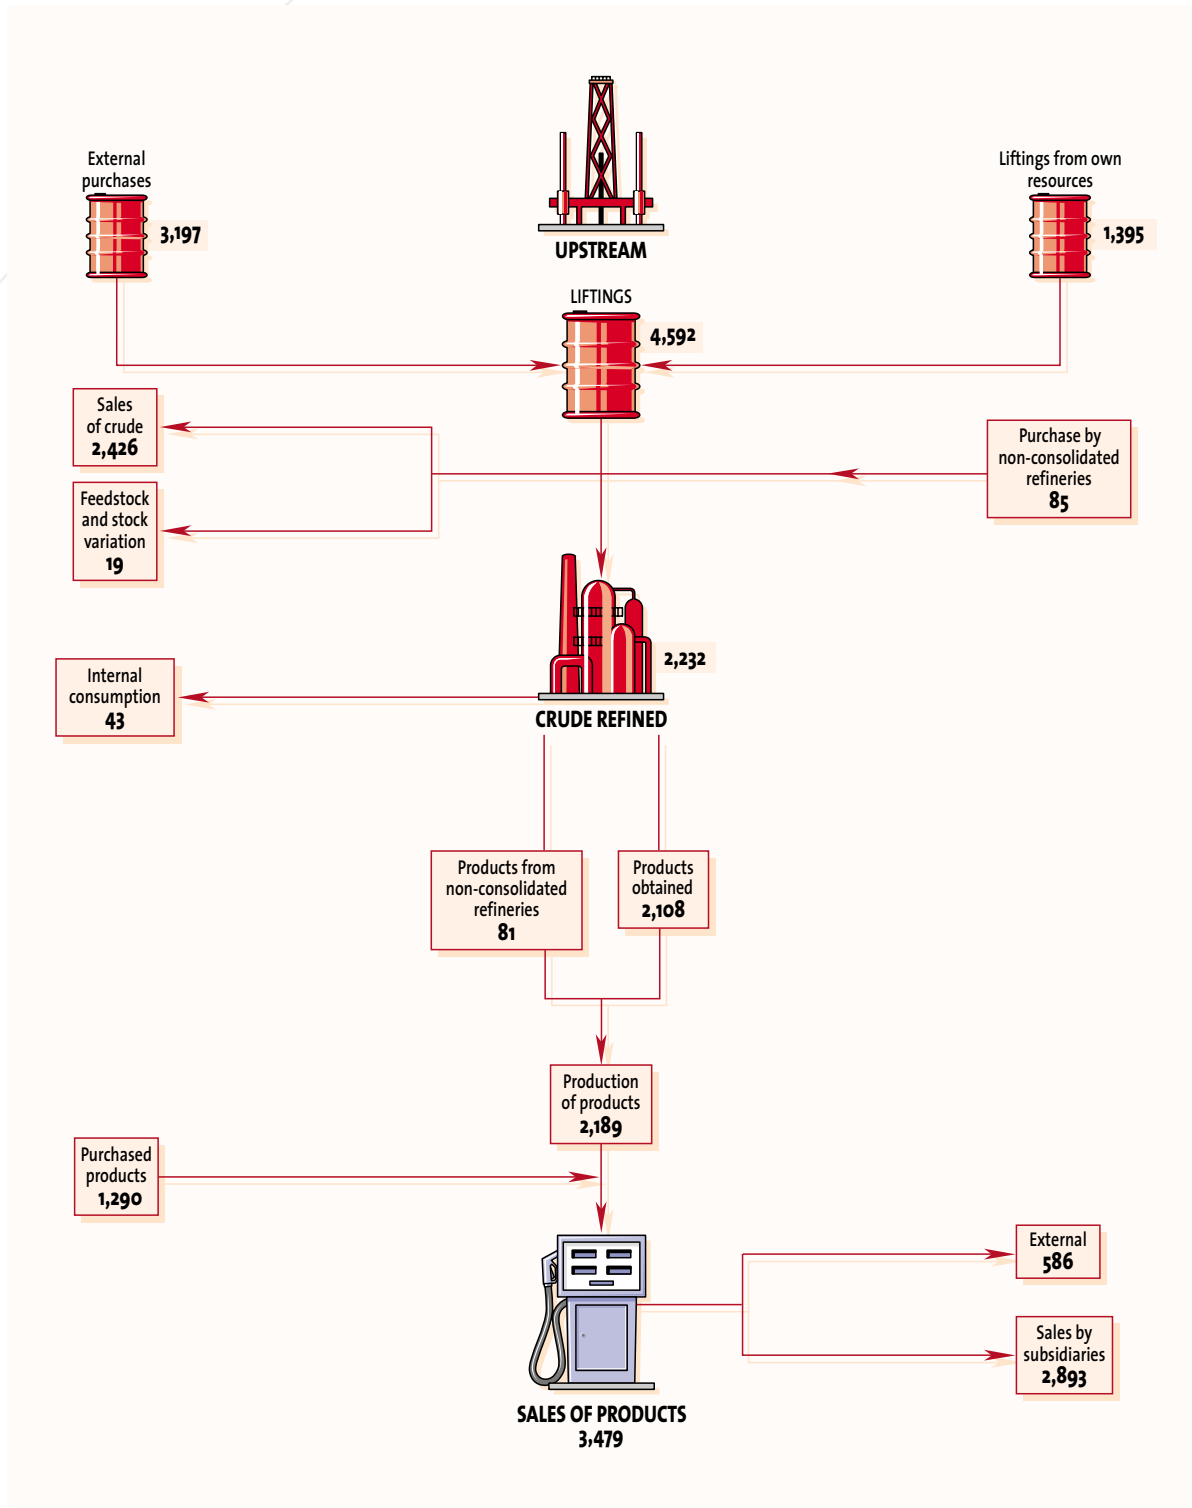 External
purchases
3,197
UPSTREAM
Liftings from own
resources
1,395
LIFTINGS
4,592
Sales
of crude
2,426
Purchase by
non-consolidated
refineries
85
Feedstock
and stock
variation
19
2,232
CRUDE REFINED
Internal
consumption
43
Products from
non-consolidated
refineries
81
Products
obtained
2,108
Production
of products
2,189
Purchased
products
1,290
External
586
Sales by
subsidiaries
2,893
SALES OF PRODUCTS
3,479